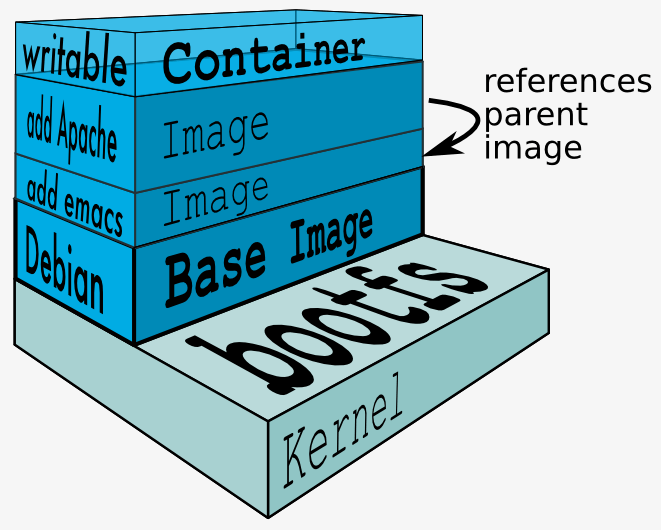 writable Container
references
parent
image
add Apache Image
add emacs Image
Debian Base Image
bootfs
Kernel